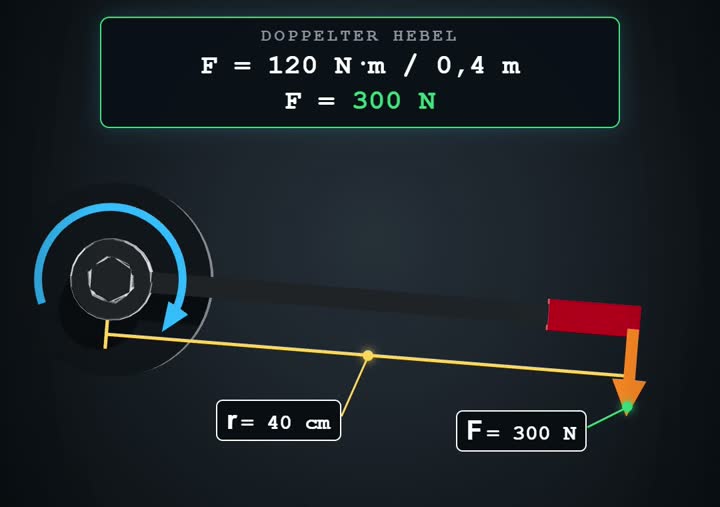 DOPPELTER HEBEL
F = 120 N·m / 0,4 m
F = 300 N
r= 40 cm
F= 300 N